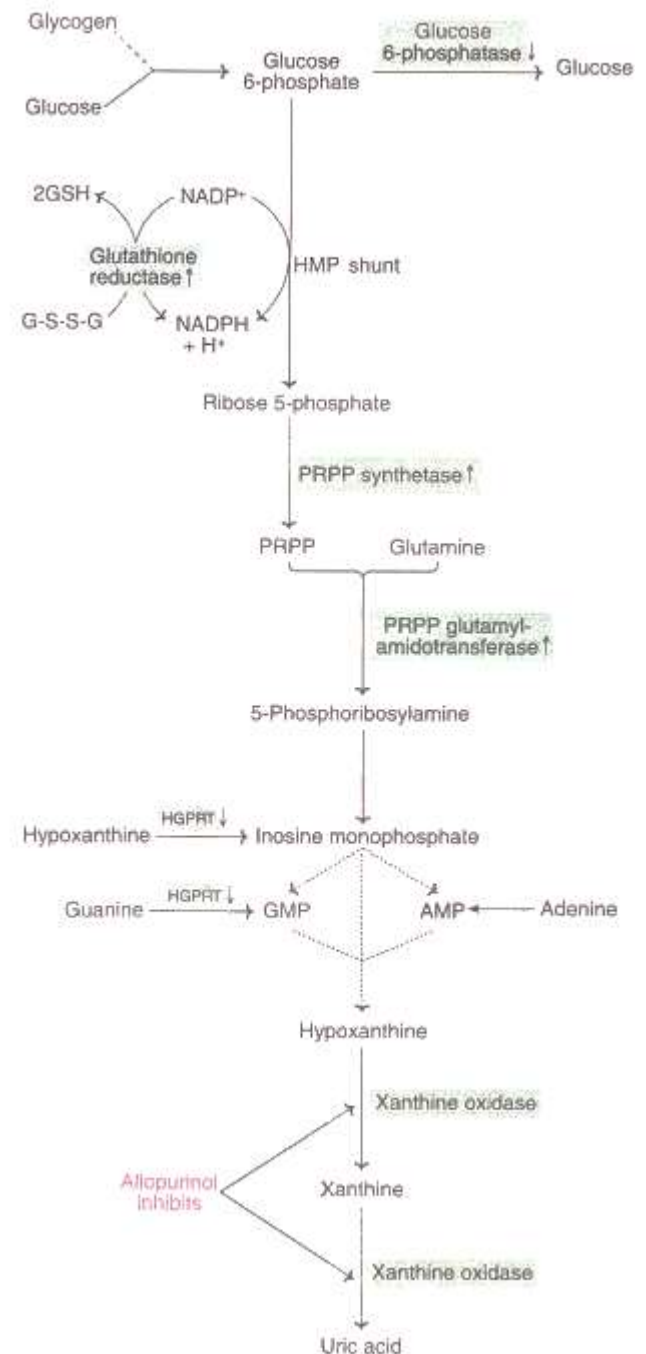 Glycogen
Glucose
6-phosphatase ↓
Glucose
6-phosphate
Glucose
Glucose
2GSH
NADP+
Glutathione
reductase ↑
HMP shunt
G-S-S-G
NADPH
+ H+
Ribose 5-phosphate
PRPP synthetase ↑
PRPP
Glutamine
PRPP glutamyl-
amidotransferase ↑
5-Phosphoribosylamine
HGPRT ↓
Hypoxanthine
Inosine monophosphate
HGPRT ↓
Guanine
GMP
AMP
Adenine
Hypoxanthine
Xanthine oxidase
Allopurinol
inhibits
Xanthine
Xanthine oxidase
Uric acid